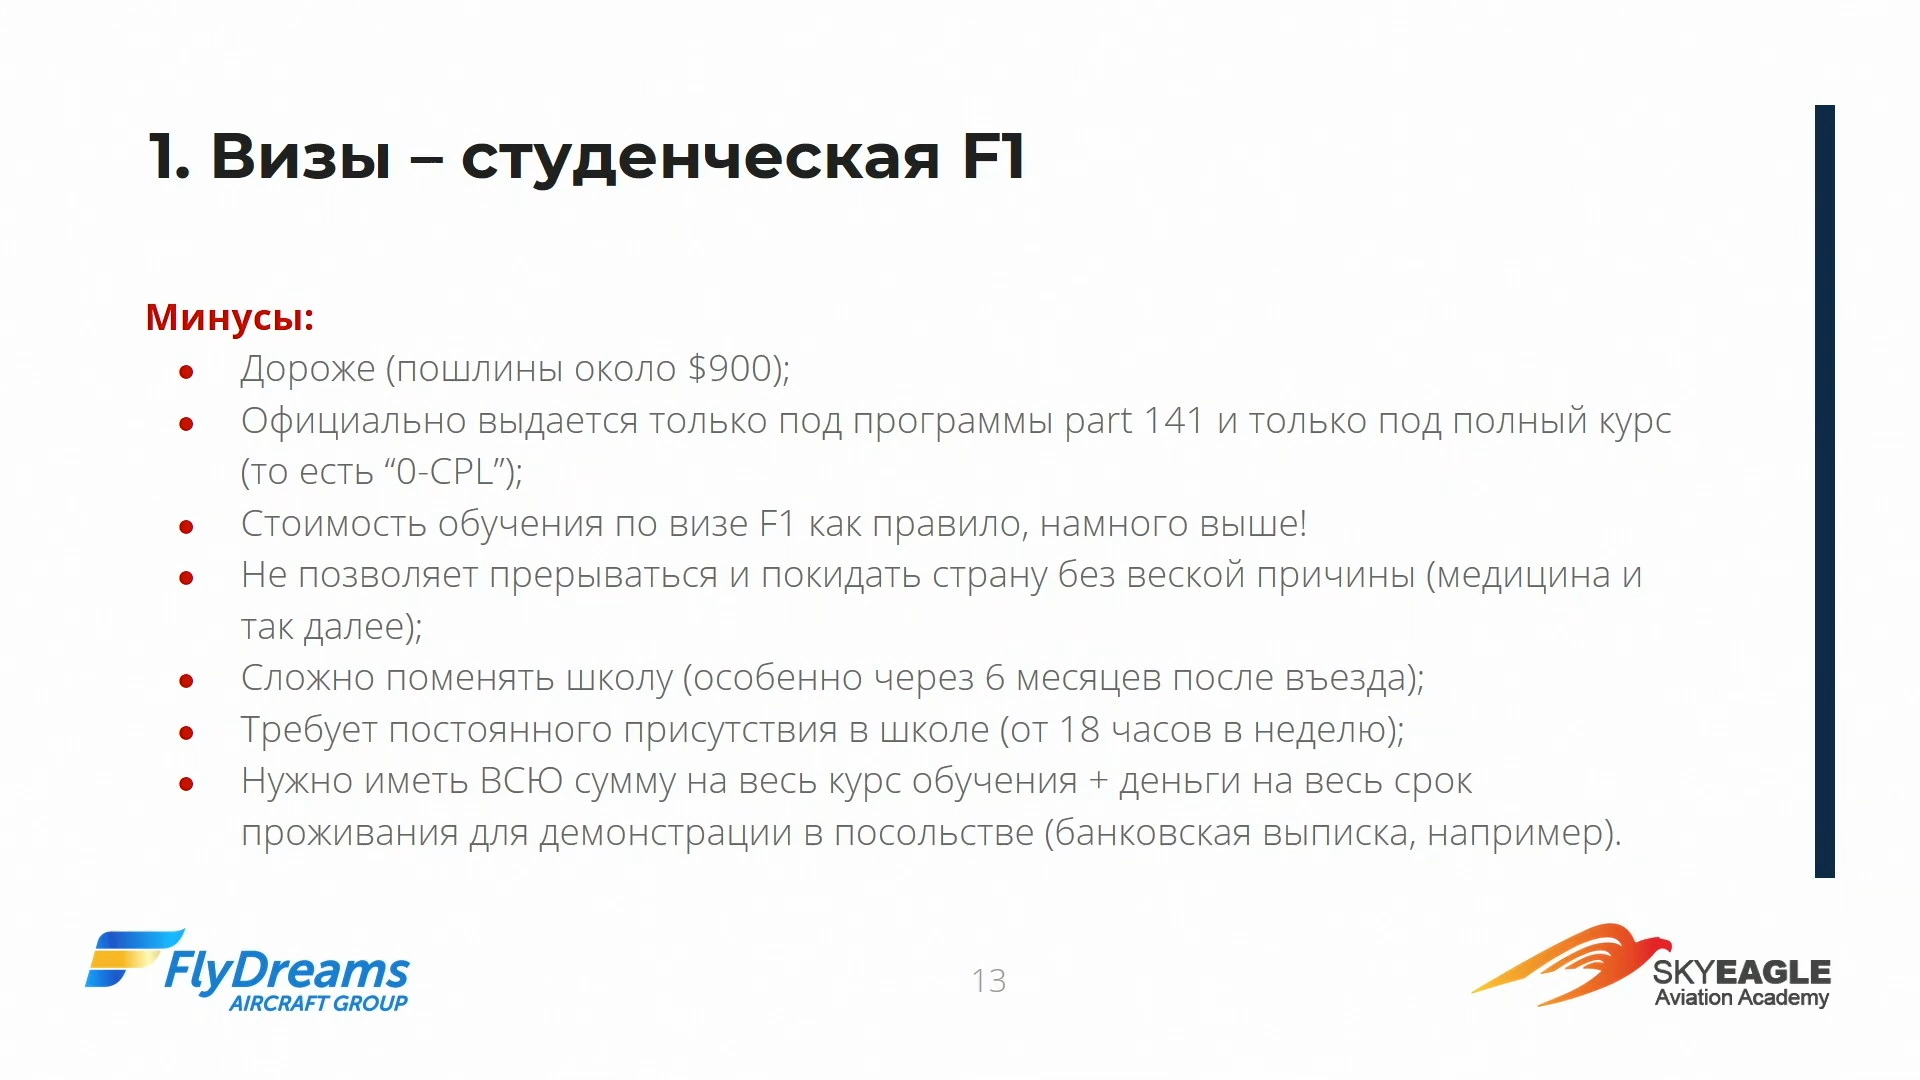 1. Визы – студенческая F1
Минусы:
Дороже (пошлины около $900);
Официально выдается только под программы part 141 и только под полный курс
(то есть “0-CPL”);
Стоимость обучения по визе F1 как правило, намного выше!
Не позволяет прерываться и покидать страну без веской причины (медицина и
так далее);
Сложно поменять школу (особенно через 6 месяцев после въезда);
Требует постоянного присутствия в школе (от 18 часов в неделю);
Нужно иметь ВСЮ сумму на весь курс обучения + деньги на весь срок
проживания для демонстрации в посольстве (банковская выписка, например).
FlyDreams
AIRCRAFT GROUP
13
SKYEAGLE
Aviation Academy